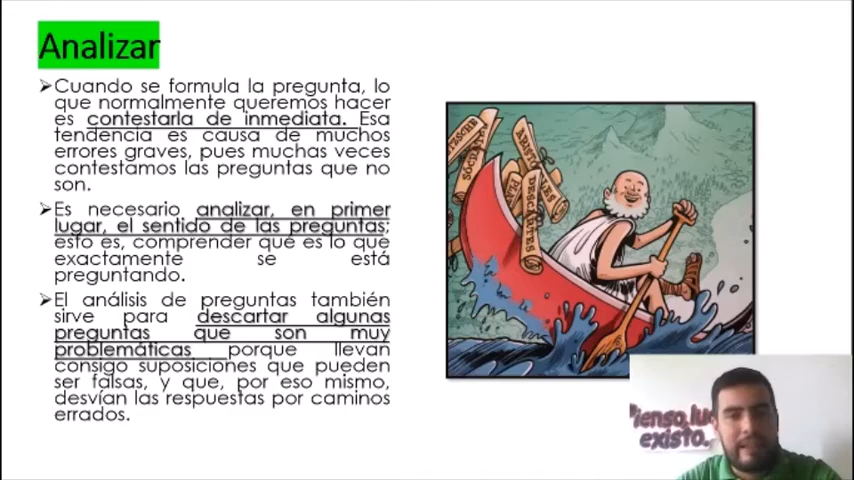 Analizar
➢Cuando se formula la pregunta, lo
que normalmente queremos hacer
es contestarla de inmediata. Esa
tendencia es causa de muchos
errores graves, pues muchas veces
contestamos las preguntas que no
son.
➢Es necesario analizar, en primer
lugar, el sentido de las preguntas;
esto es, comprender qué es lo que
exactamente se está
preguntando.
➢El análisis de preguntas también
sirve para descartar algunas
preguntas que son muy
problemáticas porque llevan
consigo suposiciones que pueden
ser falsas, y que, por eso mismo,
desvían las respuestas por caminos
errados.
DESCARTES
existo.